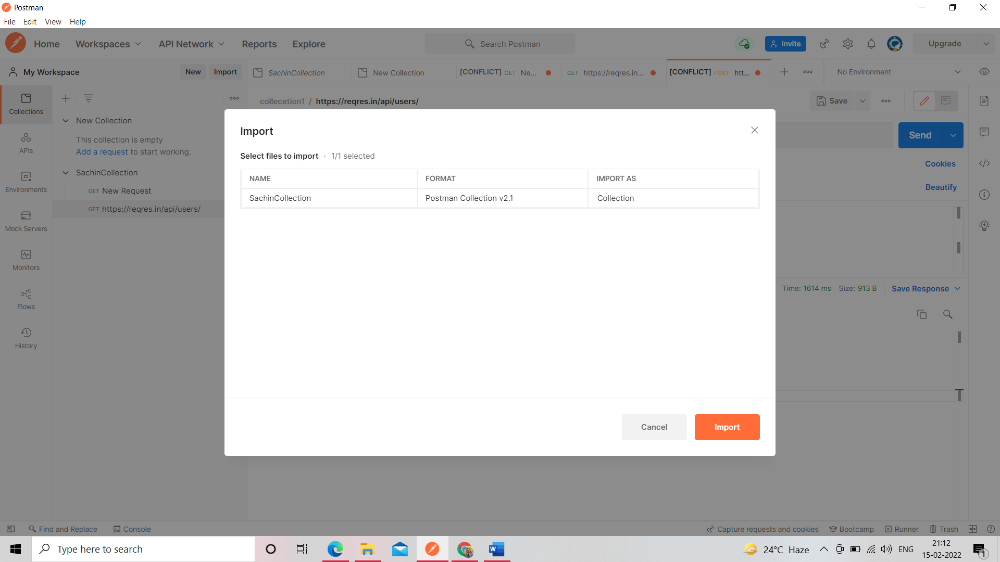 Postman
File Edit View Help
Home Workspaces API Network Reports Explore Search Postman Invite Upgrade
My Workspace New Import SachinCollection New Collection [CONFLICT] GET Ne... GET https://reqres.in... [CONFLICT] POST htt... No Environment
Collections
collecetion1 / https://reqres.in/api/users/ Save
New Collection
This collection is empty
Add a request to start working.
SachinCollection
GET New Request
GET https://reqres.in/api/users/
APIs
Environments
Mock Servers
Monitors
Flows
History
Import
Select files to import · 1/1 selected
NAME FORMAT IMPORT AS
SachinCollection Postman Collection v2.1 Collection
Cancel Import
Send
Cookies
Beautify
Time: 1614 ms Size: 913 B Save Response
Find and Replace Console Capture requests and cookies Bootcamp Runner Trash
Type here to search W 24°C Haze ENG 21:12
15-02-2022 1